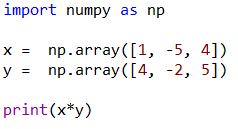 import numpy as np
x =  np.array([1, -5, 4])
y =  np.array([4, -2, 5])
print(x*y)